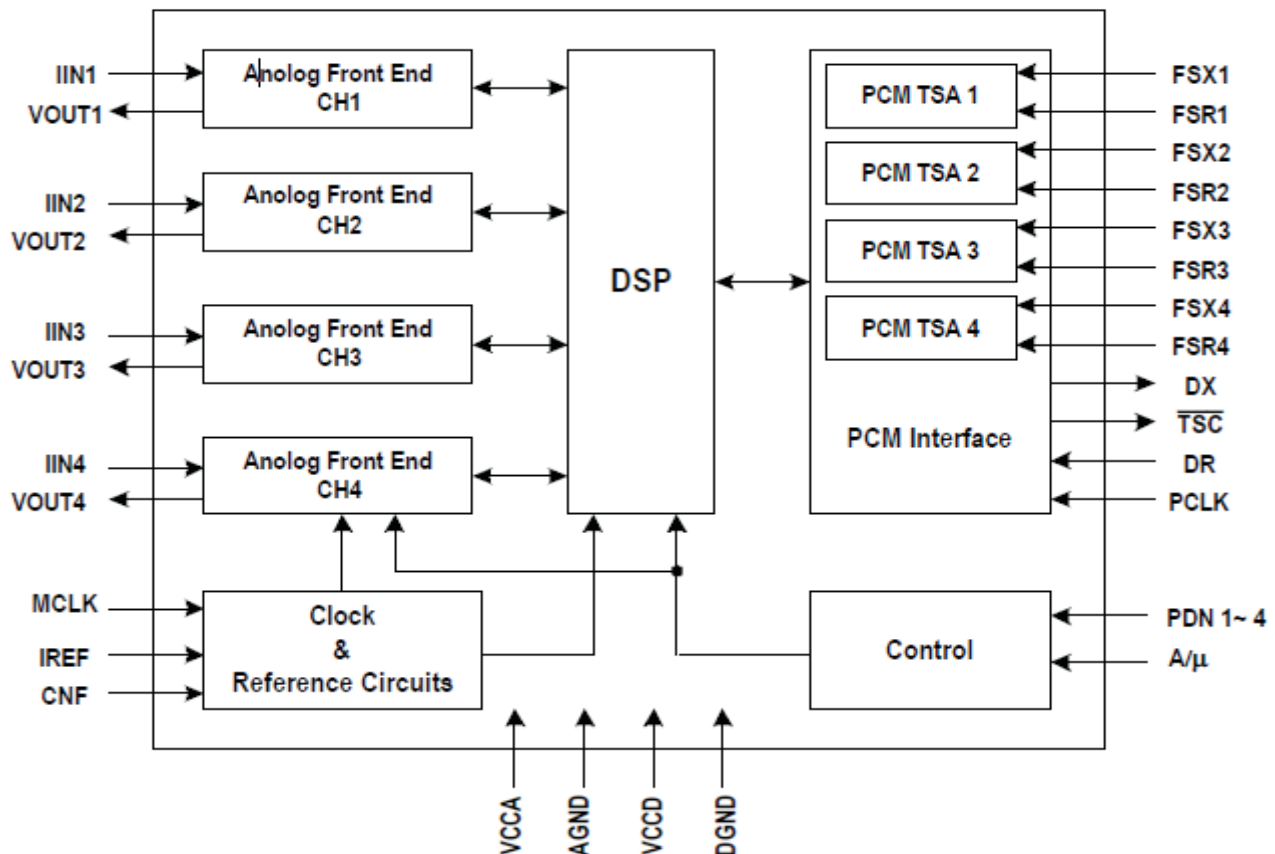 IIN1
VOUT1
IIN2
VOUT2
IIN3
VOUT3
IIN4
VOUT4
MCLK
IREF
CNF
Anolog Front End
CH1
Anolog Front End
CH2
Anolog Front End
CH3
Anolog Front End
CH4
Clock
&
Reference Circuits
DSP
PCM TSA 1
PCM TSA 2
PCM TSA 3
PCM TSA 4
PCM Interface
Control
FSX1
FSR1
FSX2
FSR2
FSX3
FSR3
FSX4
FSR4
DX
T̅S̅C̅
DR
PCLK
PDN 1~ 4
A/μ
VCCA
AGND
VCCD
DGND